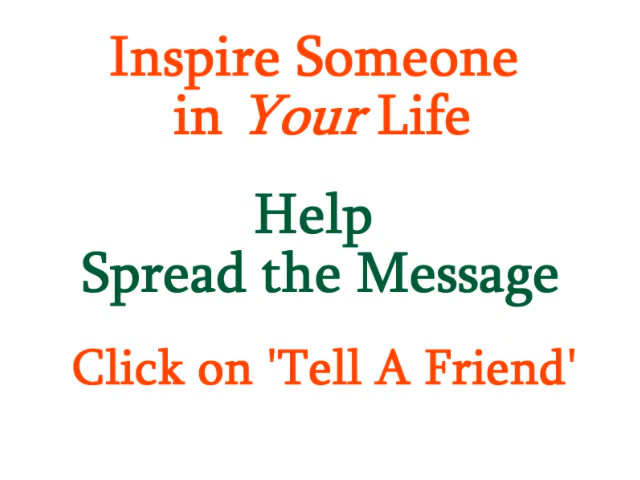 Inspire Someone
in Your Life
Help
Spread the Message
Click on 'Tell A Friend'